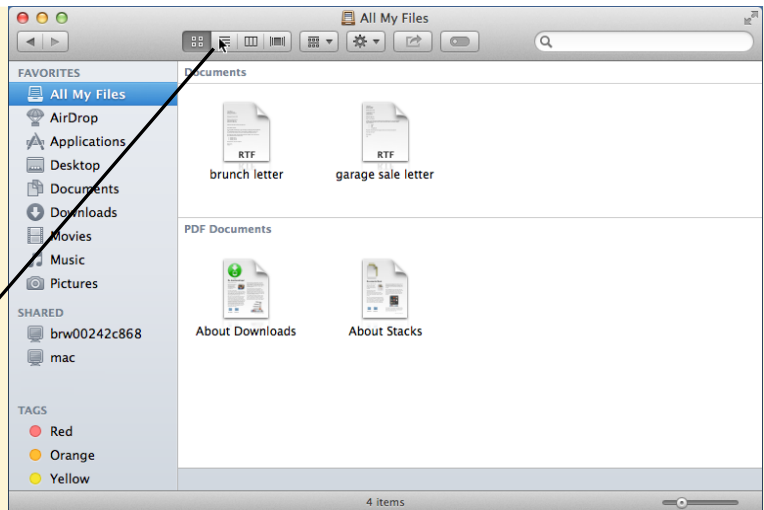 All My Files
FAVORITES
All My Files
AirDrop
Applications
Desktop
Documents
Downloads
Movies
Music
Pictures
SHARED
brw00242c868
mac
TAGS
Red
Orange
Yellow
Documents
RTF
RTF
brunch letter
garage sale letter
PDF Documents
About Downloads
About Stacks
4 items